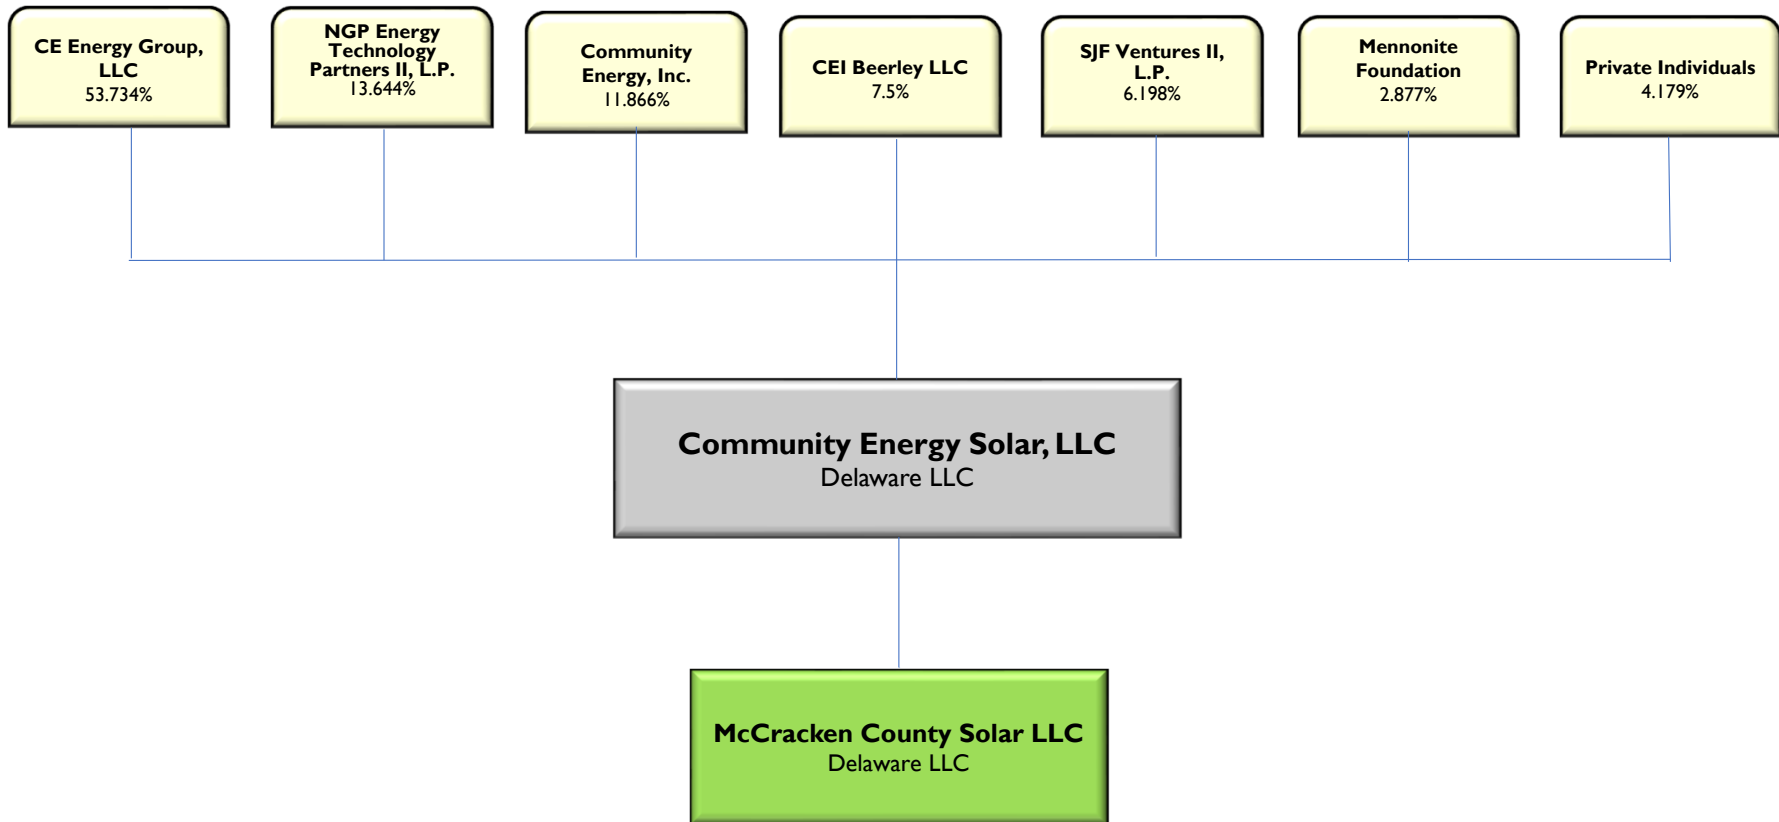 CE Energy Group,
LLC
53.734%
NGP Energy
Technology
Partners II, L.P.
13.644%
Community
Energy, Inc.
11.866%
CEI Beerley LLC
7.5%
SJF Ventures II,
L.P.
6.198%
Mennonite
Foundation
2.877%
Private Individuals
4.179%
Community Energy Solar, LLC
Delaware LLC
McCracken County Solar LLC
Delaware LLC